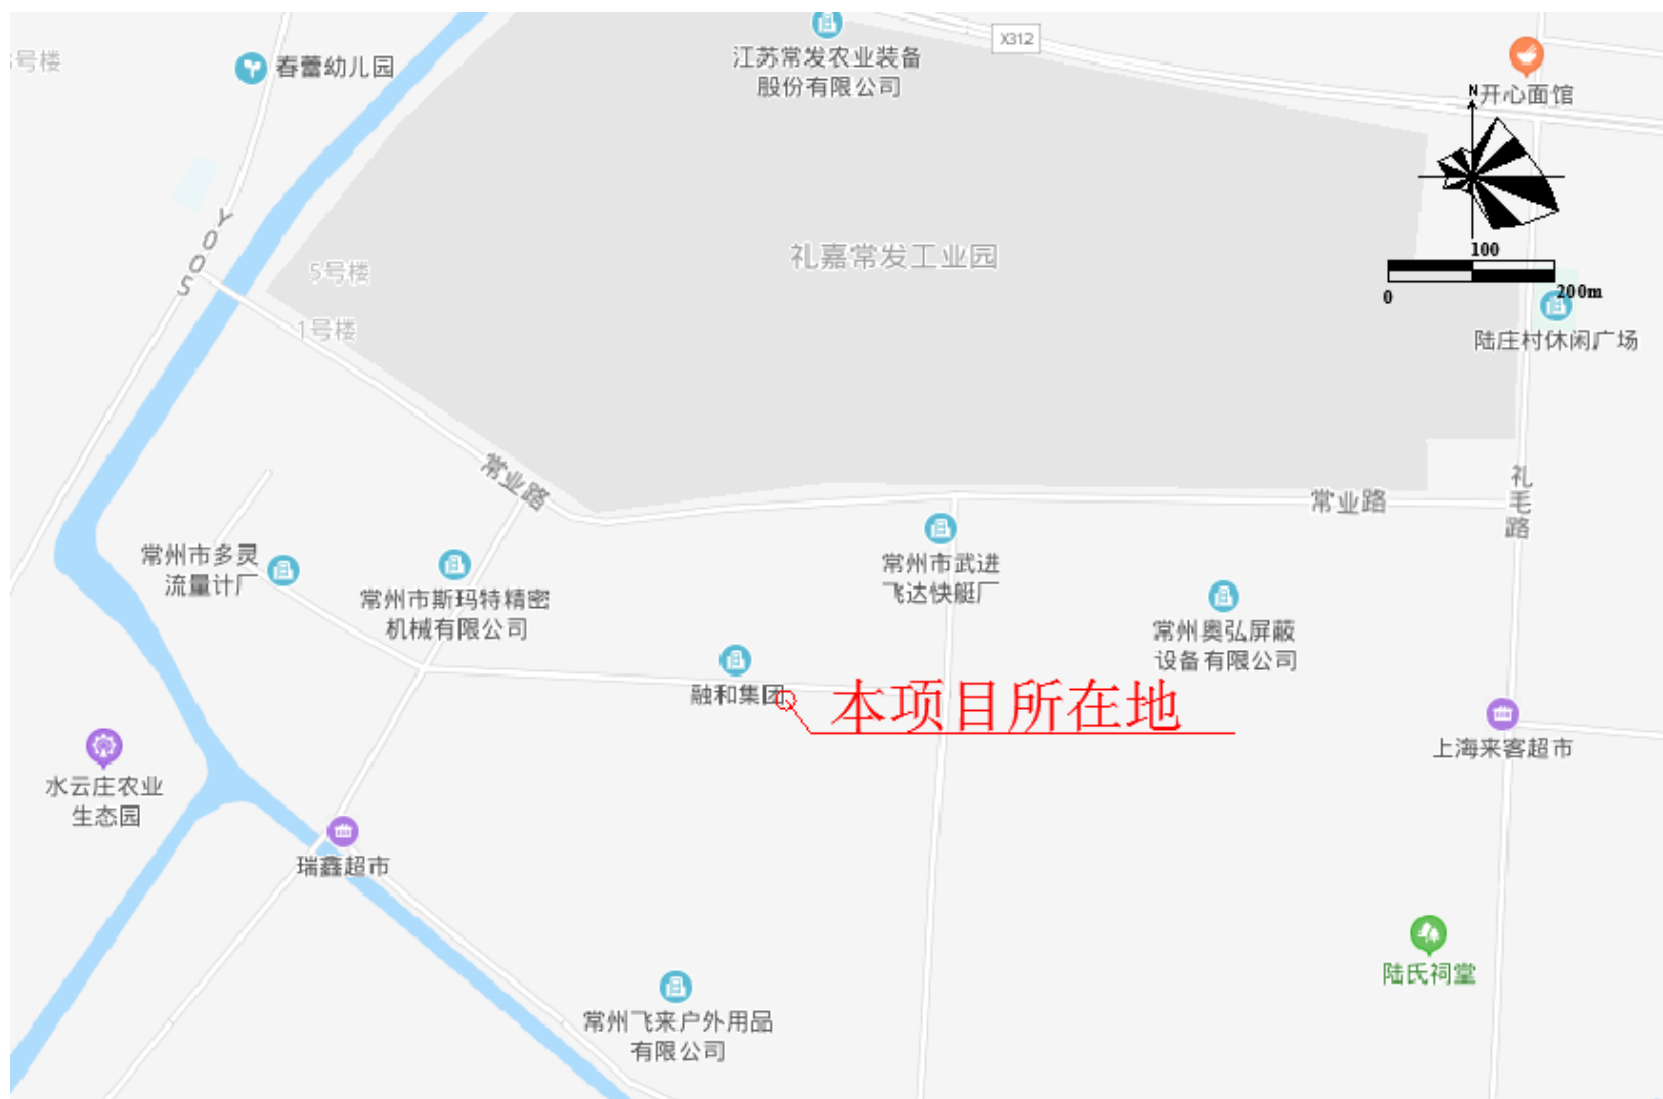 X312
号楼
春蕾幼儿园
江苏常发农业装备
股份有限公司
N
开心面馆
Y005
礼嘉常发工业园
5号楼
1号楼
100
0
200m
陆庄村休闲广场
常业路
常业路
礼毛路
常州市多灵
流量计厂
常州市斯玛特精密
机械有限公司
常州市武进
飞达快艇厂
常州奥弘屏蔽
设备有限公司
融和集团
本项目所在地
上海来客超市
水云庄农业
生态园
瑞鑫超市
陆氏祠堂
常州飞来户外用品
有限公司